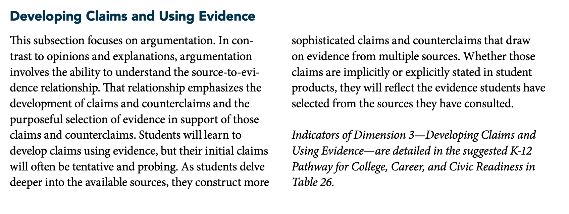 Developing Claims and Using Evidence
This subsection focuses on argumentation. In con-
trast to opinions and explanations, argumentation
involves the ability to understand the source-to-evi-
dence relationship. That relationship emphasizes the
development of claims and counterclaims and the
purposeful selection of evidence in support of those
claims and counterclaims. Students will learn to
develop claims using evidence, but their initial claims
will often be tentative and probing. As students delve
deeper into the available sources, they construct more
sophisticated claims and counterclaims that draw
on evidence from multiple sources. Whether those
claims are implicitly or explicitly stated in student
products, they will reflect the evidence students have
selected from the sources they have consulted.
Indicators of Dimension 3—Developing Claims and
Using Evidence—are detailed in the suggested K-12
Pathway for College, Career, and Civic Readiness in
Table 26.